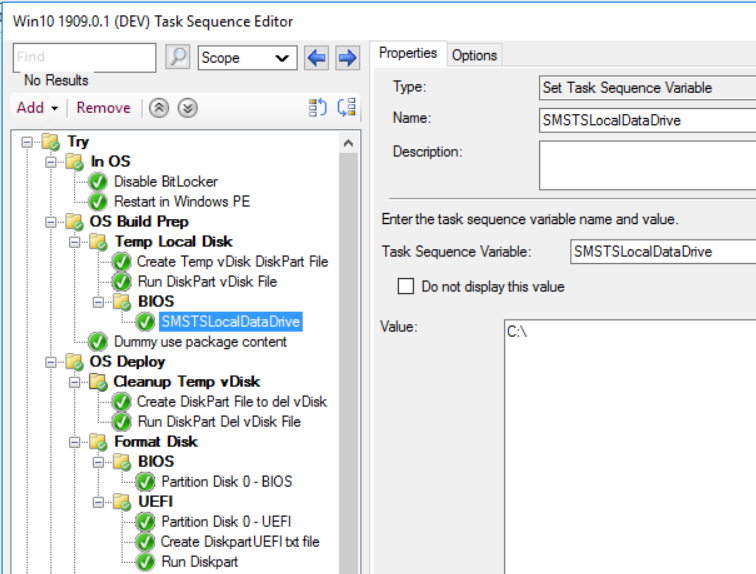 Win10 1909.0.1 (DEV) Task Sequence Editor
Find
Scope
No Results
Add
Remove
Try
In OS
Disable BitLocker
Restart in Windows PE
OS Build Prep
Temp Local Disk
Create Temp vDisk DiskPart File
Run DiskPart vDisk File
BIOS
SMSTSLocalDataDrive
Dummy use package content
OS Deploy
Cleanup Temp vDisk
Create DiskPart File to del vDisk
Run DiskPart Del vDisk File
Format Disk
BIOS
Partition Disk 0 - BIOS
UEFI
Partition Disk 0 - UEFI
Create DiskpartUEFI txt file
Run Diskpart
Properties
Options
Type:
Set Task Sequence Variable
Name:
SMSTSLocalDataDrive
Description:
Enter the task sequence variable name and value.
Task Sequence Variable:
SMSTSLocalDataDrive
Do not display this value
Value:
C:\